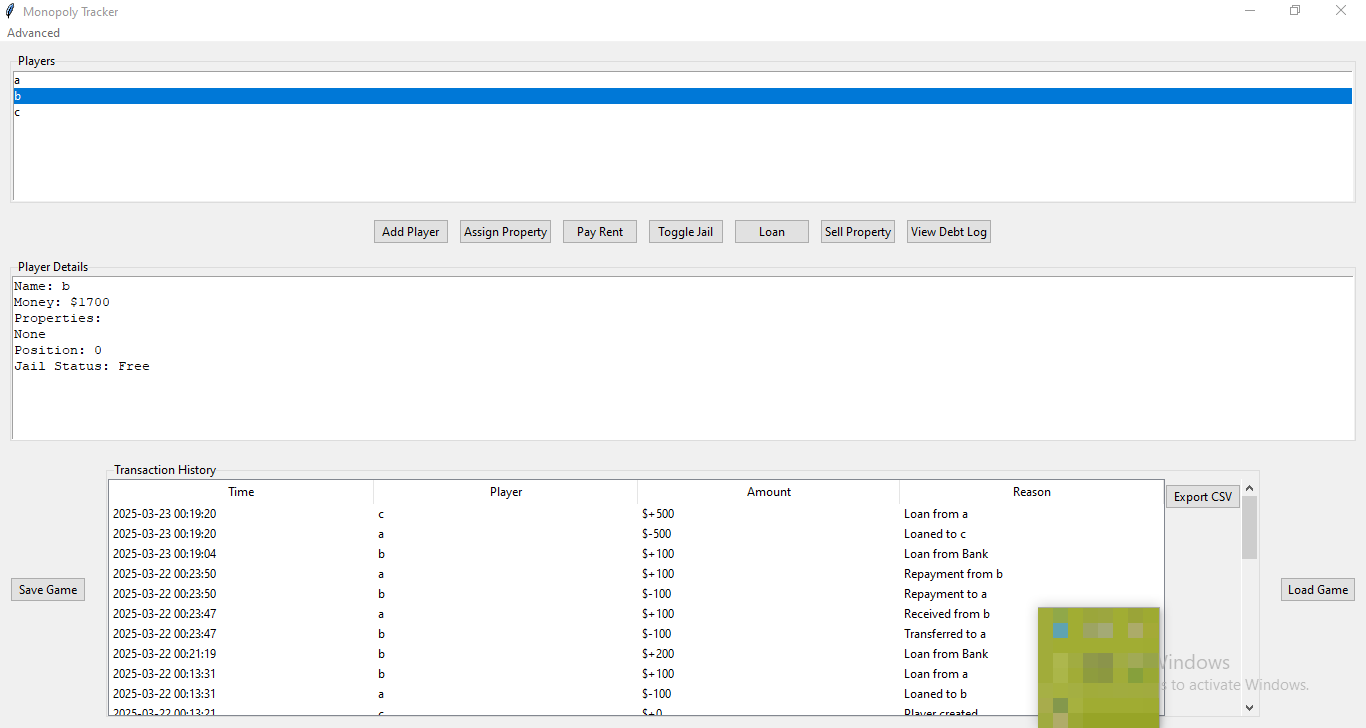 Monopoly Tracker
Advanced
Players
a
b
c
Add Player Assign Property Pay Rent Toggle Jail Loan Sell Property View Debt Log
Player Details
Name: b
Money: $1700
Properties:
None
Position: 0
Jail Status: Free
Transaction History
Time Player Amount Reason
Export CSV
2025-03-23 00:19:20 c $+500 Loan from a
2025-03-23 00:19:20 a $-500 Loaned to c
2025-03-23 00:19:04 b $+100 Loan from Bank
2025-03-22 00:23:50 a $+100 Repayment from b
Save Game
Load Game
2025-03-22 00:23:50 b $-100 Repayment to a
2025-03-22 00:23:47 a $+100 Received from b
2025-03-22 00:23:47 b $-100 Transferred to a
2025-03-22 00:21:19 b $+200 Loan from Bank
2025-03-22 00:13:31 b $+100 Loan from a
2025-03-22 00:13:31 a $-100 Loaned to b
2025-03-22 00:13:21 c $+0 Player created
Windows
to activate Windows.